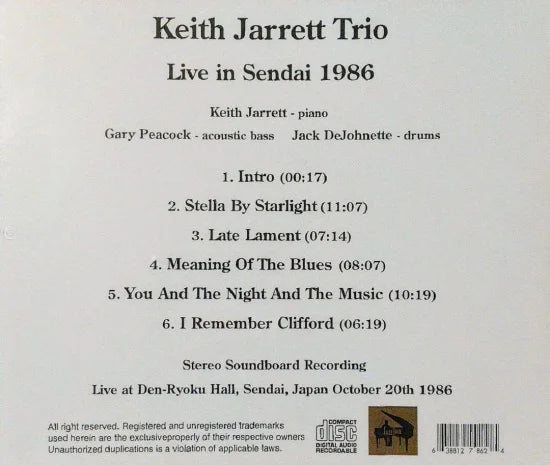 Keith Jarrett Trio
Live in Sendai 1986
Keith Jarrett - piano
Gary Peacock - acoustic bass Jack DeJohnette - drums
1. Intro (00:17)
2. Stella By Starlight (11:07)
3. Late Lament (07:14)
4. Meaning Of The Blues (08:07)
5. You And The Night And The Music (10:19)
6. I Remember Clifford (06:19)
Stereo Soundboard Recording
Live at Den-Ryoku Hall, Sendai, Japan October 20th 1986
All right reserved. Registered and unregistered trademarks
used herein are the exclusiveproperly of their respective owners
Unauthorized duplications is a violation of applicable laws.
COMPACT
disc
DIGITAL AUDIO
RECORDABLE
6 38812 7 862 4